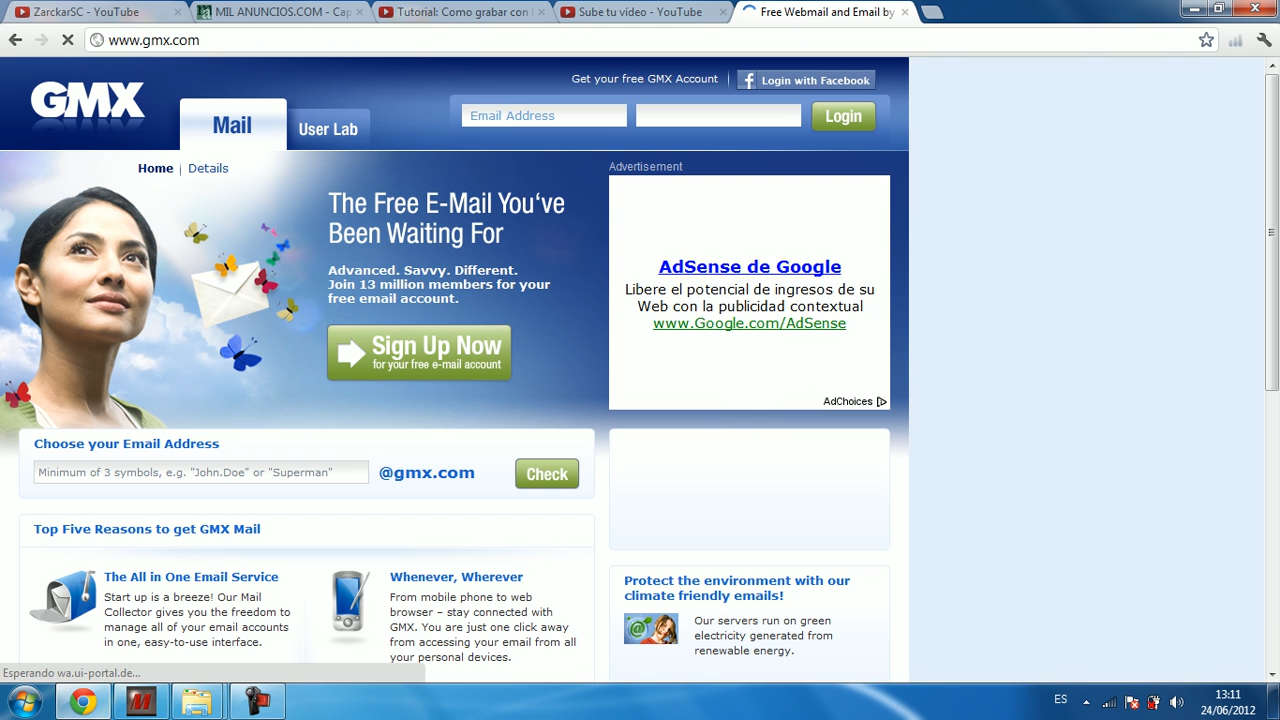 ZarckarSC - YouTube
MIL ANUNCIOS.COM - Cap
Tutorial: Como grabar con
Sube tu vídeo - YouTube
Free Webmail and Email by
www.gmx.com
Get your free GMX Account
Login with Facebook
GMX
Mail
User Lab
Email Address
Login
Home | Details
Advertisement
The Free E-Mail You've
Been Waiting For
Advanced. Savvy. Different.
Join 13 million members for your
free email account.
Sign Up Now
for your free e-mail account
AdSense de Google
Libere el potencial de ingresos de su
Web con la publicidad contextual
www.Google.com/AdSense
AdChoices
Choose your Email Address
Minimum of 3 symbols, e.g. "John.Doe" or "Superman"
@gmx.com
Check
Top Five Reasons to get GMX Mail
The All in One Email Service
Start up is a breeze! Our Mail
Collector gives you the freedom to
manage all of your email accounts
in one, easy-to-use interface.
Whenever, Wherever
From mobile phone to web
browser – stay connected with
GMX. You are just one click away
from accessing your email from all
your personal devices.
Protect the environment with our
climate friendly emails!
Our servers run on green
electricity generated from
renewable energy.
Esperando wa.ui-portal.de...
ES
13:11
24/06/2012